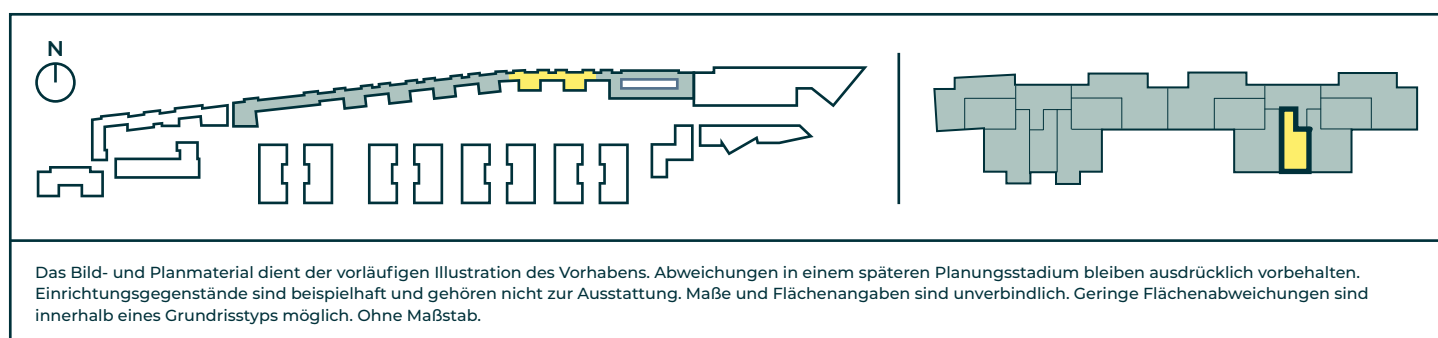 N
Das Bild- und Planmaterial dient der vorläufigen Illustration des Vorhabens. Abweichungen in einem späteren Planungsstadium bleiben ausdrücklich vorbehalten.
Einrichtungsgegenstände sind beispielhaft und gehören nicht zur Ausstattung. Maße und Flächenangaben sind unverbindlich. Geringe Flächenabweichungen sind
innerhalb eines Grundrisstyps möglich. Ohne Maßstab.